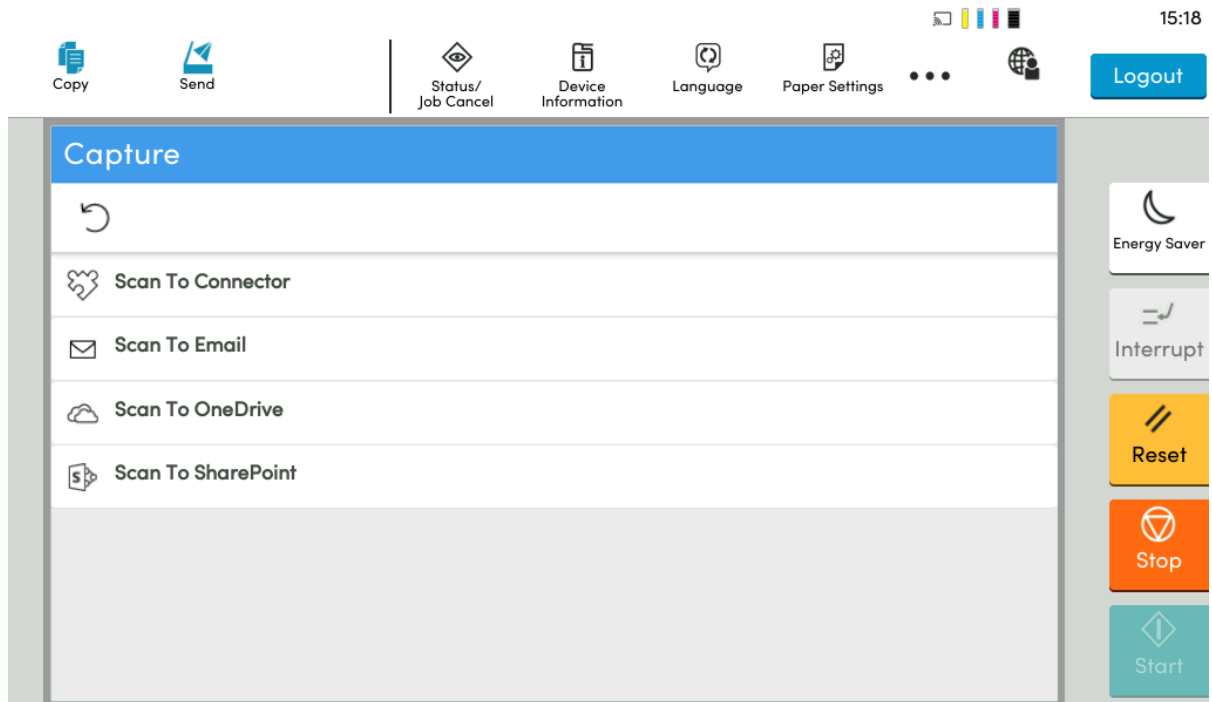 15:18
Copy
Send
Status/
Job Cancel
Device
Information
Language
Paper Settings
Logout
Capture
Energy Saver
Scan To Connector
Interrupt
Scan To Email
Scan To OneDrive
Reset
Scan To SharePoint
Stop
Start